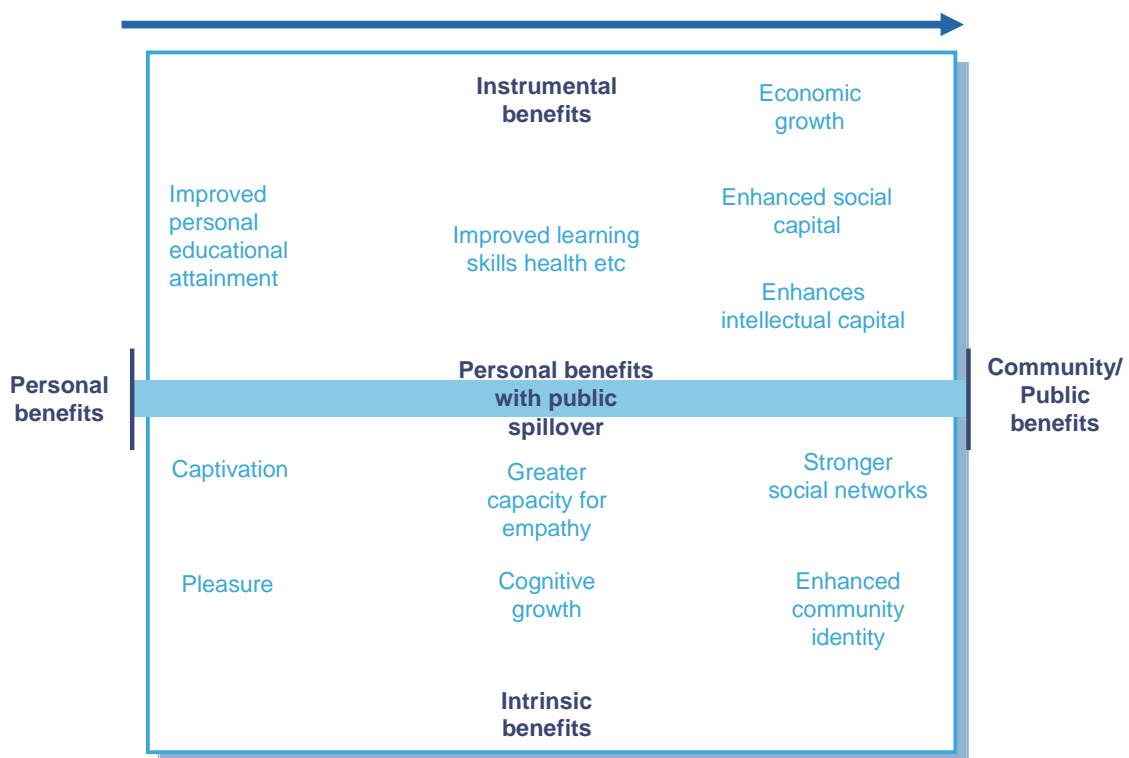 Instrumental
benefits
Economic
growth
Improved
personal
educational
attainment
Improved learning
skills health etc
Enhanced social
capital
Enhances
intellectual capital
Personal
benefits
Personal benefits
with public
spillover
Community/
Public
benefits
Captivation
Greater
capacity for
empathy
Stronger
social networks
Pleasure
Cognitive
growth
Enhanced
community
identity
Intrinsic
benefits